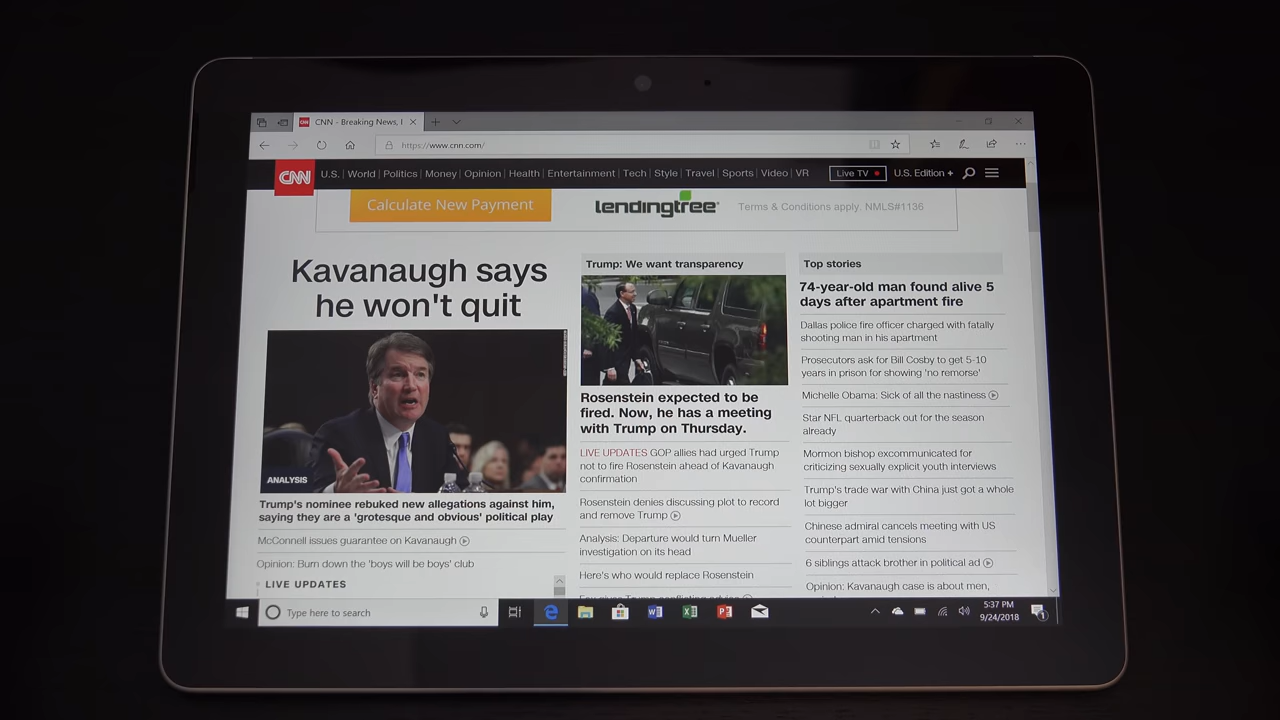 CNN - Breaking News, l
https://www.cnn.com/
CNN
U.S. World Politics Money Opinion Health Entertainment Tech Style Travel Sports Video VR
Live TV
U.S. Edition +
Calculate New Payment
lendingtree
Terms & Conditions apply. NMLS#1136
Kavanaugh says
he won't quit
ANALYSIS
Trump's nominee rebuked new allegations against him,
saying they are a 'grotesque and obvious' political play
McConnell issues guarantee on Kavanaugh
Opinion: Burn down the 'boys will be boys' club
LIVE UPDATES
Trump: We want transparency
Rosenstein expected to be
fired. Now, he has a meeting
with Trump on Thursday.
LIVE UPDATES GOP allies had urged Trump
not to fire Rosenstein ahead of Kavanaugh
confirmation
Rosenstein denies discussing plot to record
and remove Trump
Analysis: Departure would turn Mueller
investigation on its head
Here's who would replace Rosenstein
Top stories
74-year-old man found alive 5
days after apartment fire
Dallas police fire officer charged with fatally
shooting man in his apartment
Prosecutors ask for Bill Cosby to get 5-10
years in prison for showing 'no remorse'
Michelle Obama: Sick of all the nastiness
Star NFL quarterback out for the season
already
Mormon bishop excommunicated for
criticizing sexually explicit youth interviews
Trump's trade war with China just got a whole
lot bigger
Chinese admiral cancels meeting with US
counterpart amid tensions
6 siblings attack brother in political ad
Opinion: Kavanaugh case is about men,
Type here to search
5:37 PM
9/24/2018
1